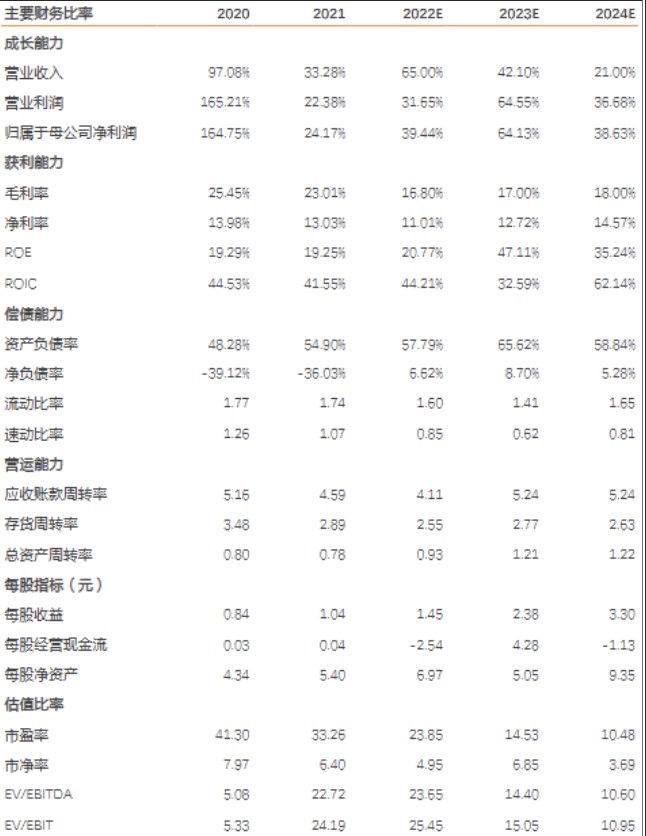 主要财务比率 2020 2021 2022E 2023E 2024E
成长能力
营业收入 97.08% 33.28% 65.00% 42.10% 21.00%
营业利润 165.21% 22.38% 31.65% 64.55% 36.68%
归属于母公司净利润 164.75% 24.17% 39.44% 64.13% 38.63%
获利能力
毛利率 25.45% 23.01% 16.80% 17.00% 18.00%
净利率 13.98% 13.03% 11.01% 12.72% 14.57%
ROE 19.29% 19.25% 20.77% 47.11% 35.24%
ROIC 44.53% 41.55% 44.21% 32.59% 62.14%
偿债能力
资产负债率 48.28% 54.90% 57.79% 65.62% 58.84%
净负债率 -39.12% -36.03% 6.62% 8.70% 5.28%
流动比率 1.77 1.74 1.60 1.41 1.65
速动比率 1.26 1.07 0.85 0.62 0.81
营运能力
应收账款周转率 5.16 4.59 4.11 5.24 5.24
存货周转率 3.48 2.89 2.55 2.77 2.63
总资产周转率 0.80 0.78 0.93 1.21 1.22
每股指标（元）
每股收益 0.84 1.04 1.45 2.38 3.30
每股经营现金流 0.03 0.04 -2.54 4.28 -1.13
每股净资产 4.34 5.40 6.97 5.05 9.35
估值比率
市盈率 41.30 33.26 23.85 14.53 10.48
市净率 7.97 6.40 4.95 6.85 3.69
EV/EBITDA 5.08 22.72 23.65 14.40 10.60
EV/EBIT 5.33 24.19 25.45 15.05 10.95